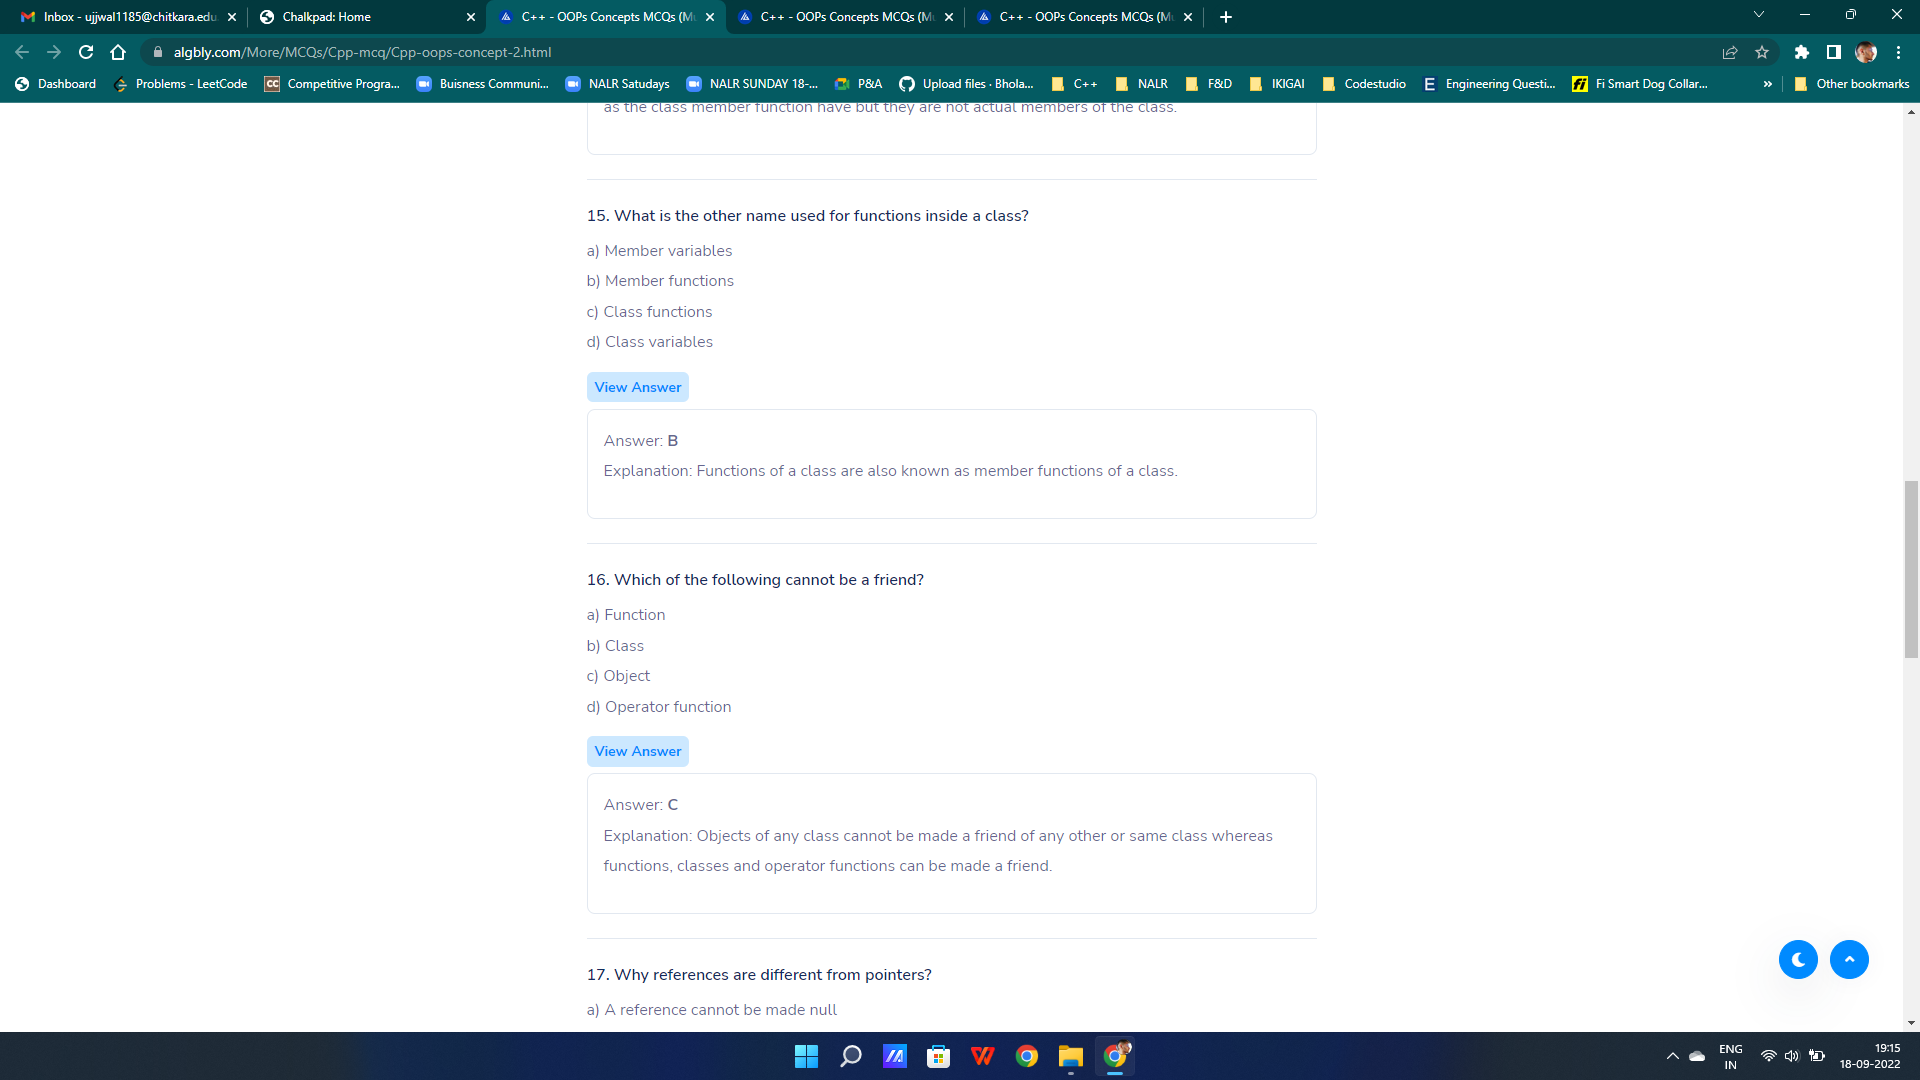 Inbox - ujjwal1185@chitkara.edu.
Chalkpad: Home
C++ - OOPs Concepts MCQs (Mu
C++ - OOPs Concepts MCQs (Mu
C++ - OOPs Concepts MCQs (Mu
algbly.com/More/MCQs/Cpp-mcq/Cpp-oops-concept-2.html
Dashboard
Problems - LeetCode
CC Competitive Progra...
Buisness Communi...
NALR Satudays
NALR SUNDAY 18-...
P&A
Upload files · Bhola...
C++
NALR
F&D
IKIGAI
Codestudio
E Engineering Questi...
fi Fi Smart Dog Collar...
»
Other bookmarks
as the class member function have but they are not actual members of the class.
15. What is the other name used for functions inside a class?
a) Member variables
b) Member functions
c) Class functions
d) Class variables
View Answer
Answer: B
Explanation: Functions of a class are also known as member functions of a class.
16. Which of the following cannot be a friend?
a) Function
b) Class
c) Object
d) Operator function
View Answer
Answer: C
Explanation: Objects of any class cannot be made a friend of any other or same class whereas
functions, classes and operator functions can be made a friend.
17. Why references are different from pointers?
a) A reference cannot be made null
ENG
IN
19:15
18-09-2022